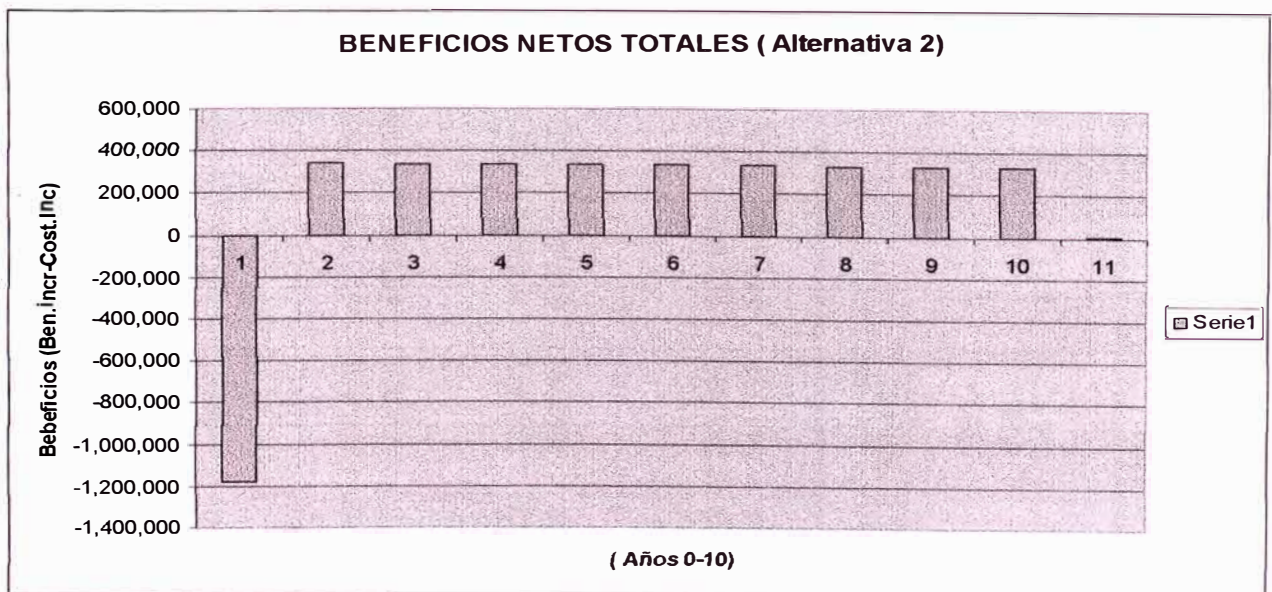 BENEFICIOS NETOS TOTALES ( Alternativa 2)
Bebeficios (Ben.Incr-Cost.Inc)
600,000
400,000
200,000
0
-200,000
-400,000
-600,000
-800,000
-1,000,000
-1,200,000
-1,400,000
1 2 3 4 5 6 7 8 9 10 11
Serie1
( Años 0-10)